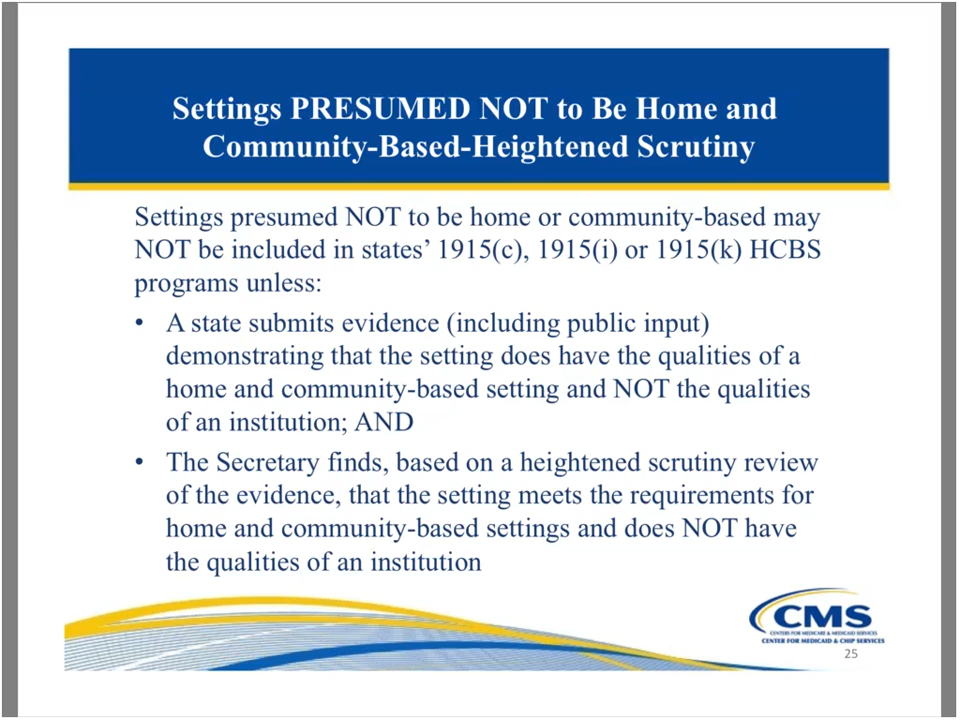 Settings PRESUMED NOT to Be Home and
Community-Based-Heightened Scrutiny
Settings presumed NOT to be home or community-based may
NOT be included in states’ 1915(c), 1915(i) or 1915(k) HCBS
programs unless:
• A state submits evidence (including public input)
demonstrating that the setting does have the qualities of a
home and community-based setting and NOT the qualities
of an institution; AND
• The Secretary finds, based on a heightened scrutiny review
of the evidence, that the setting meets the requirements for
home and community-based settings and does NOT have
the qualities of an institution
CMS
CENTERS FOR MEDICARE & MEDICAID SERVICES
CENTER FOR MEDICAID & CHIP SERVICES
25